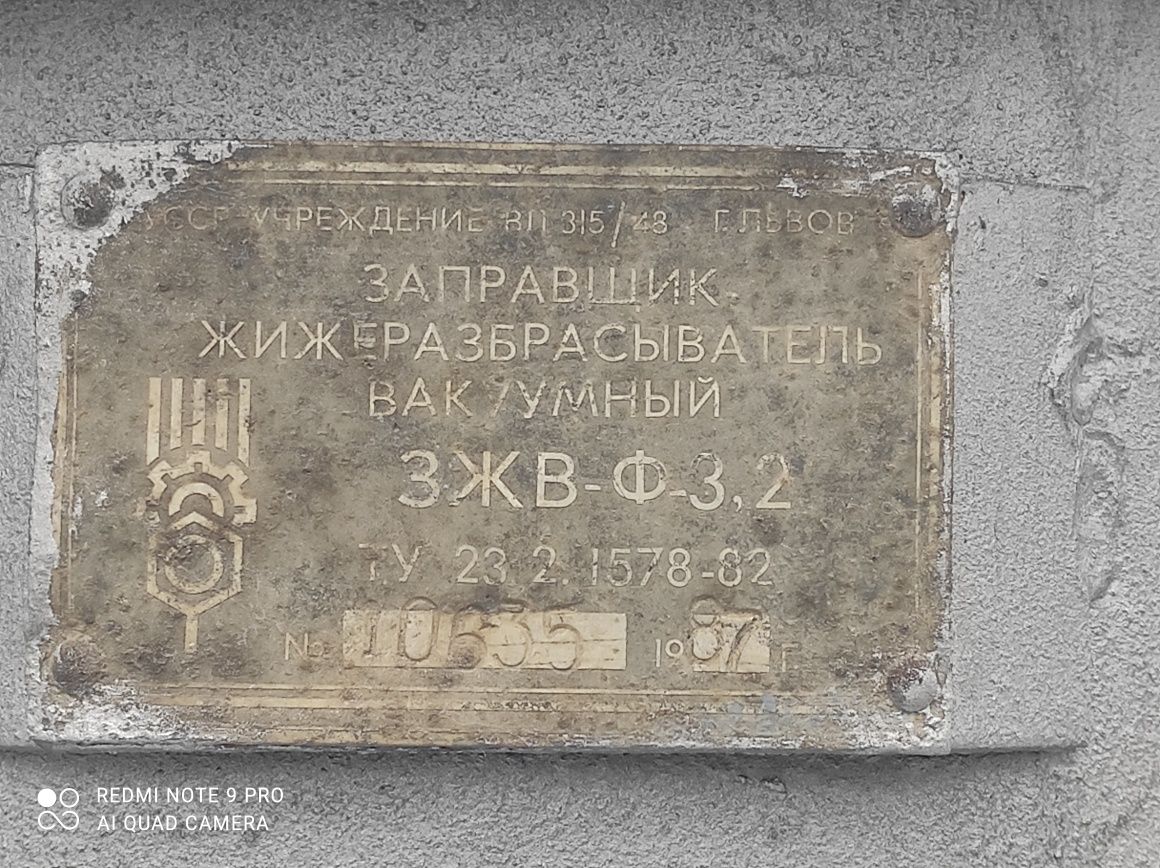 УССР УЧРЕЖДЕНИЕ ВЛ 315/48 Г. ЛЬВОВ
ЗАПРАВЩИК-
ЖИЖЕРАЗБРАСЫВАТЕЛЬ
ВАКУУМНЫЙ
ЗЖВ-Ф-3,2
ТУ 23.2.1578-82
№ 10635 1987 г.
REDMI NOTE 9 PRO
AI QUAD CAMERA